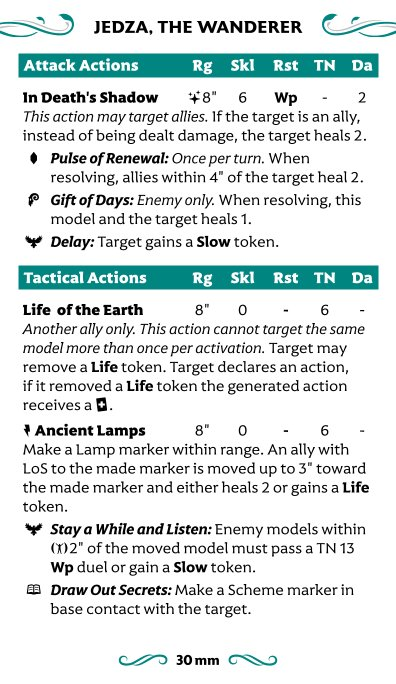 JEDZA, THE WANDERER
Attack Actions Rg Skl Rst TN Da
In Death's Shadow 8" 6 Wp - 2
This action may target allies. If the target is an ally,
instead of being dealt damage, the target heals 2.
Pulse of Renewal: Once per turn. When
resolving, allies within 4" of the target heal 2.
Gift of Days: Enemy only. When resolving, this
model and the target heals 1.
Delay: Target gains a Slow token.
Tactical Actions Rg Skl Rst TN Da
Life of the Earth 8" 0 - 6 -
Another ally only. This action cannot target the same
model more than once per activation. Target may
remove a Life token. Target declares an action,
if it removed a Life token the generated action
receives a .
Ancient Lamps 8" 0 - 6 -
Make a Lamp marker within range. An ally with
LoS to the made marker is moved up to 3" toward
the made marker and either heals 2 or gains a Life
token.
Stay a While and Listen: Enemy models within
2" of the moved model must pass a TN 13
Wp duel or gain a Slow token.
Draw Out Secrets: Make a Scheme marker in
base contact with the target.
30 mm